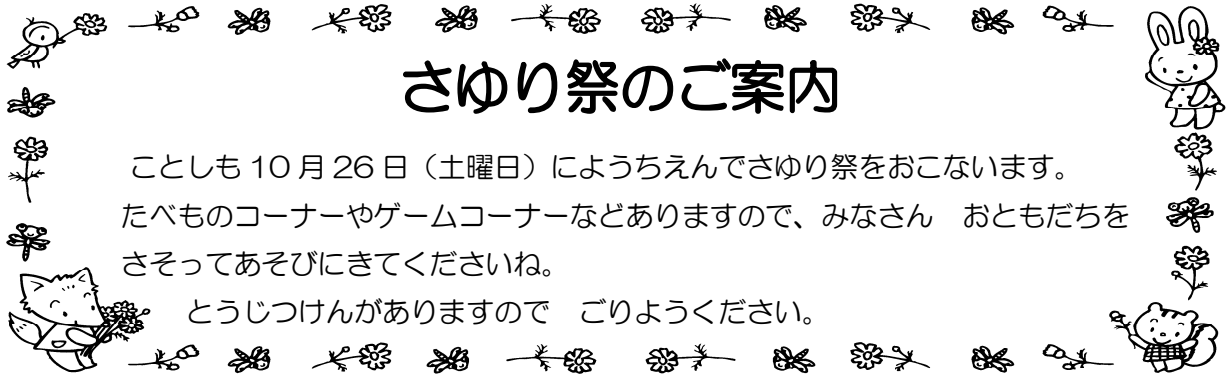 さゆり祭のご案内
ことしも10月26日（土曜日）にようちえんでさゆり祭をおこないます。
たべものコーナーやゲームコーナーなどありますので、みなさん　おともだちを
さそってあそびにきてくださいね。
とうじつけんがありますので　ごりようください。